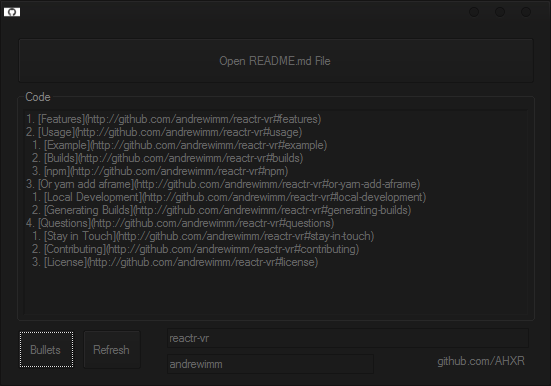 Open README.md File
Code
1. [Features](http://github.com/andrewimm/reactr-vr#features)
2. [Usage](http://github.com/andrewimm/reactr-vr#usage)
1. [Example](http://github.com/andrewimm/reactr-vr#example)
2. [Builds](http://github.com/andrewimm/reactr-vr#builds)
3. [npm](http://github.com/andrewimm/reactr-vr#npm)
3. [Or yarn add aframe](http://github.com/andrewimm/reactr-vr#or-yarn-add-aframe)
1. [Local Development](http://github.com/andrewimm/reactr-vr#local-development)
2. [Generating Builds](http://github.com/andrewimm/reactr-vr#generating-builds)
4. [Questions](http://github.com/andrewimm/reactr-vr#questions)
1. [Stay in Touch](http://github.com/andrewimm/reactr-vr#stay-in-touch)
2. [Contributing](http://github.com/andrewimm/reactr-vr#contributing)
3. [License](http://github.com/andrewimm/reactr-vr#license)
Bullets
Refresh
reactr-vr
andrewimm
github.com/AHXR